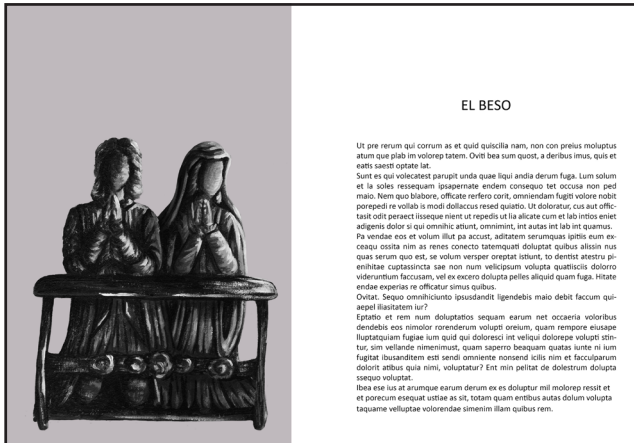 EL BESO
Ut pre rerum qui corrum as et quid quiscilia nam, non con preius moluptus
atum que plab im volorep tatem. Oviti bea sum quost, a deribus imus, quis et
eatis saesti optate lat.
Sunt es qui volecatest parupit unda quae liqui andia derum fuga. Lum solum
et la soles ressequam ipsapernate endem consequo tet occusa non ped
maio. Nem quo blabore, officate rerfero corit, omniendam fugiti volore nobit
porepedi re vollab is modi dollaccus resed quiatio. Ut doloratur, cus aut offic-
tasit odit peraect iisseque nient ut repedis ut lia alicate cum et lab intios eniet
adigenis dolor si qui omnihic atiunt, omnimint, int autas int lab int quamus.
Pa vendae eos et volum illut pa accust, aditatem serumquas ipitiis eum ex-
ceaqu ossita nim as renes conecto tatemquati doluptat quibus alissin nus
quas serum quo est, se volum versper oreptat istiunt, to dentist atestru pi-
enihitae cuptassincta sae non num velicipsum volupta quatisciis dolorro
videruntium faccusam, vel ex excero dolupta pelles aliquid quam fuga. Hitate
endae experias re officatur simus quibus.
Ovitat. Sequo omnihiciunto ipsusdandit ligendebis maio debit faccum qui-
aepel iliasitatem iur?
Eptatio et rem num doluptatios sequam earum net occaeria voloribus
dendebis eos nimolor rorenderum volupti oreium, quam rempore eiusape
lluptatquiam fugiae ium quid qui doloresci int veliqui dolorepe volupti stin-
tur, sim vellande nimenimust, quam saperro beaquam quatas iunte ni ium
fugitat ibusanditem esti sendi omniente nonsend icilis nim et facculparum
dolorit atibus quia nimi, voluptatur? Ent min pelitat de dolestrum dolupta
ssequo voluptat.
Ibea ese ius at arumque earum derum ex es doluptur mil molorep ressit et
et porecum esequat ustiae as sit, totam quam entibus autas dolum volupta
taquame velluptae volorendae simenim illam quibus rem.